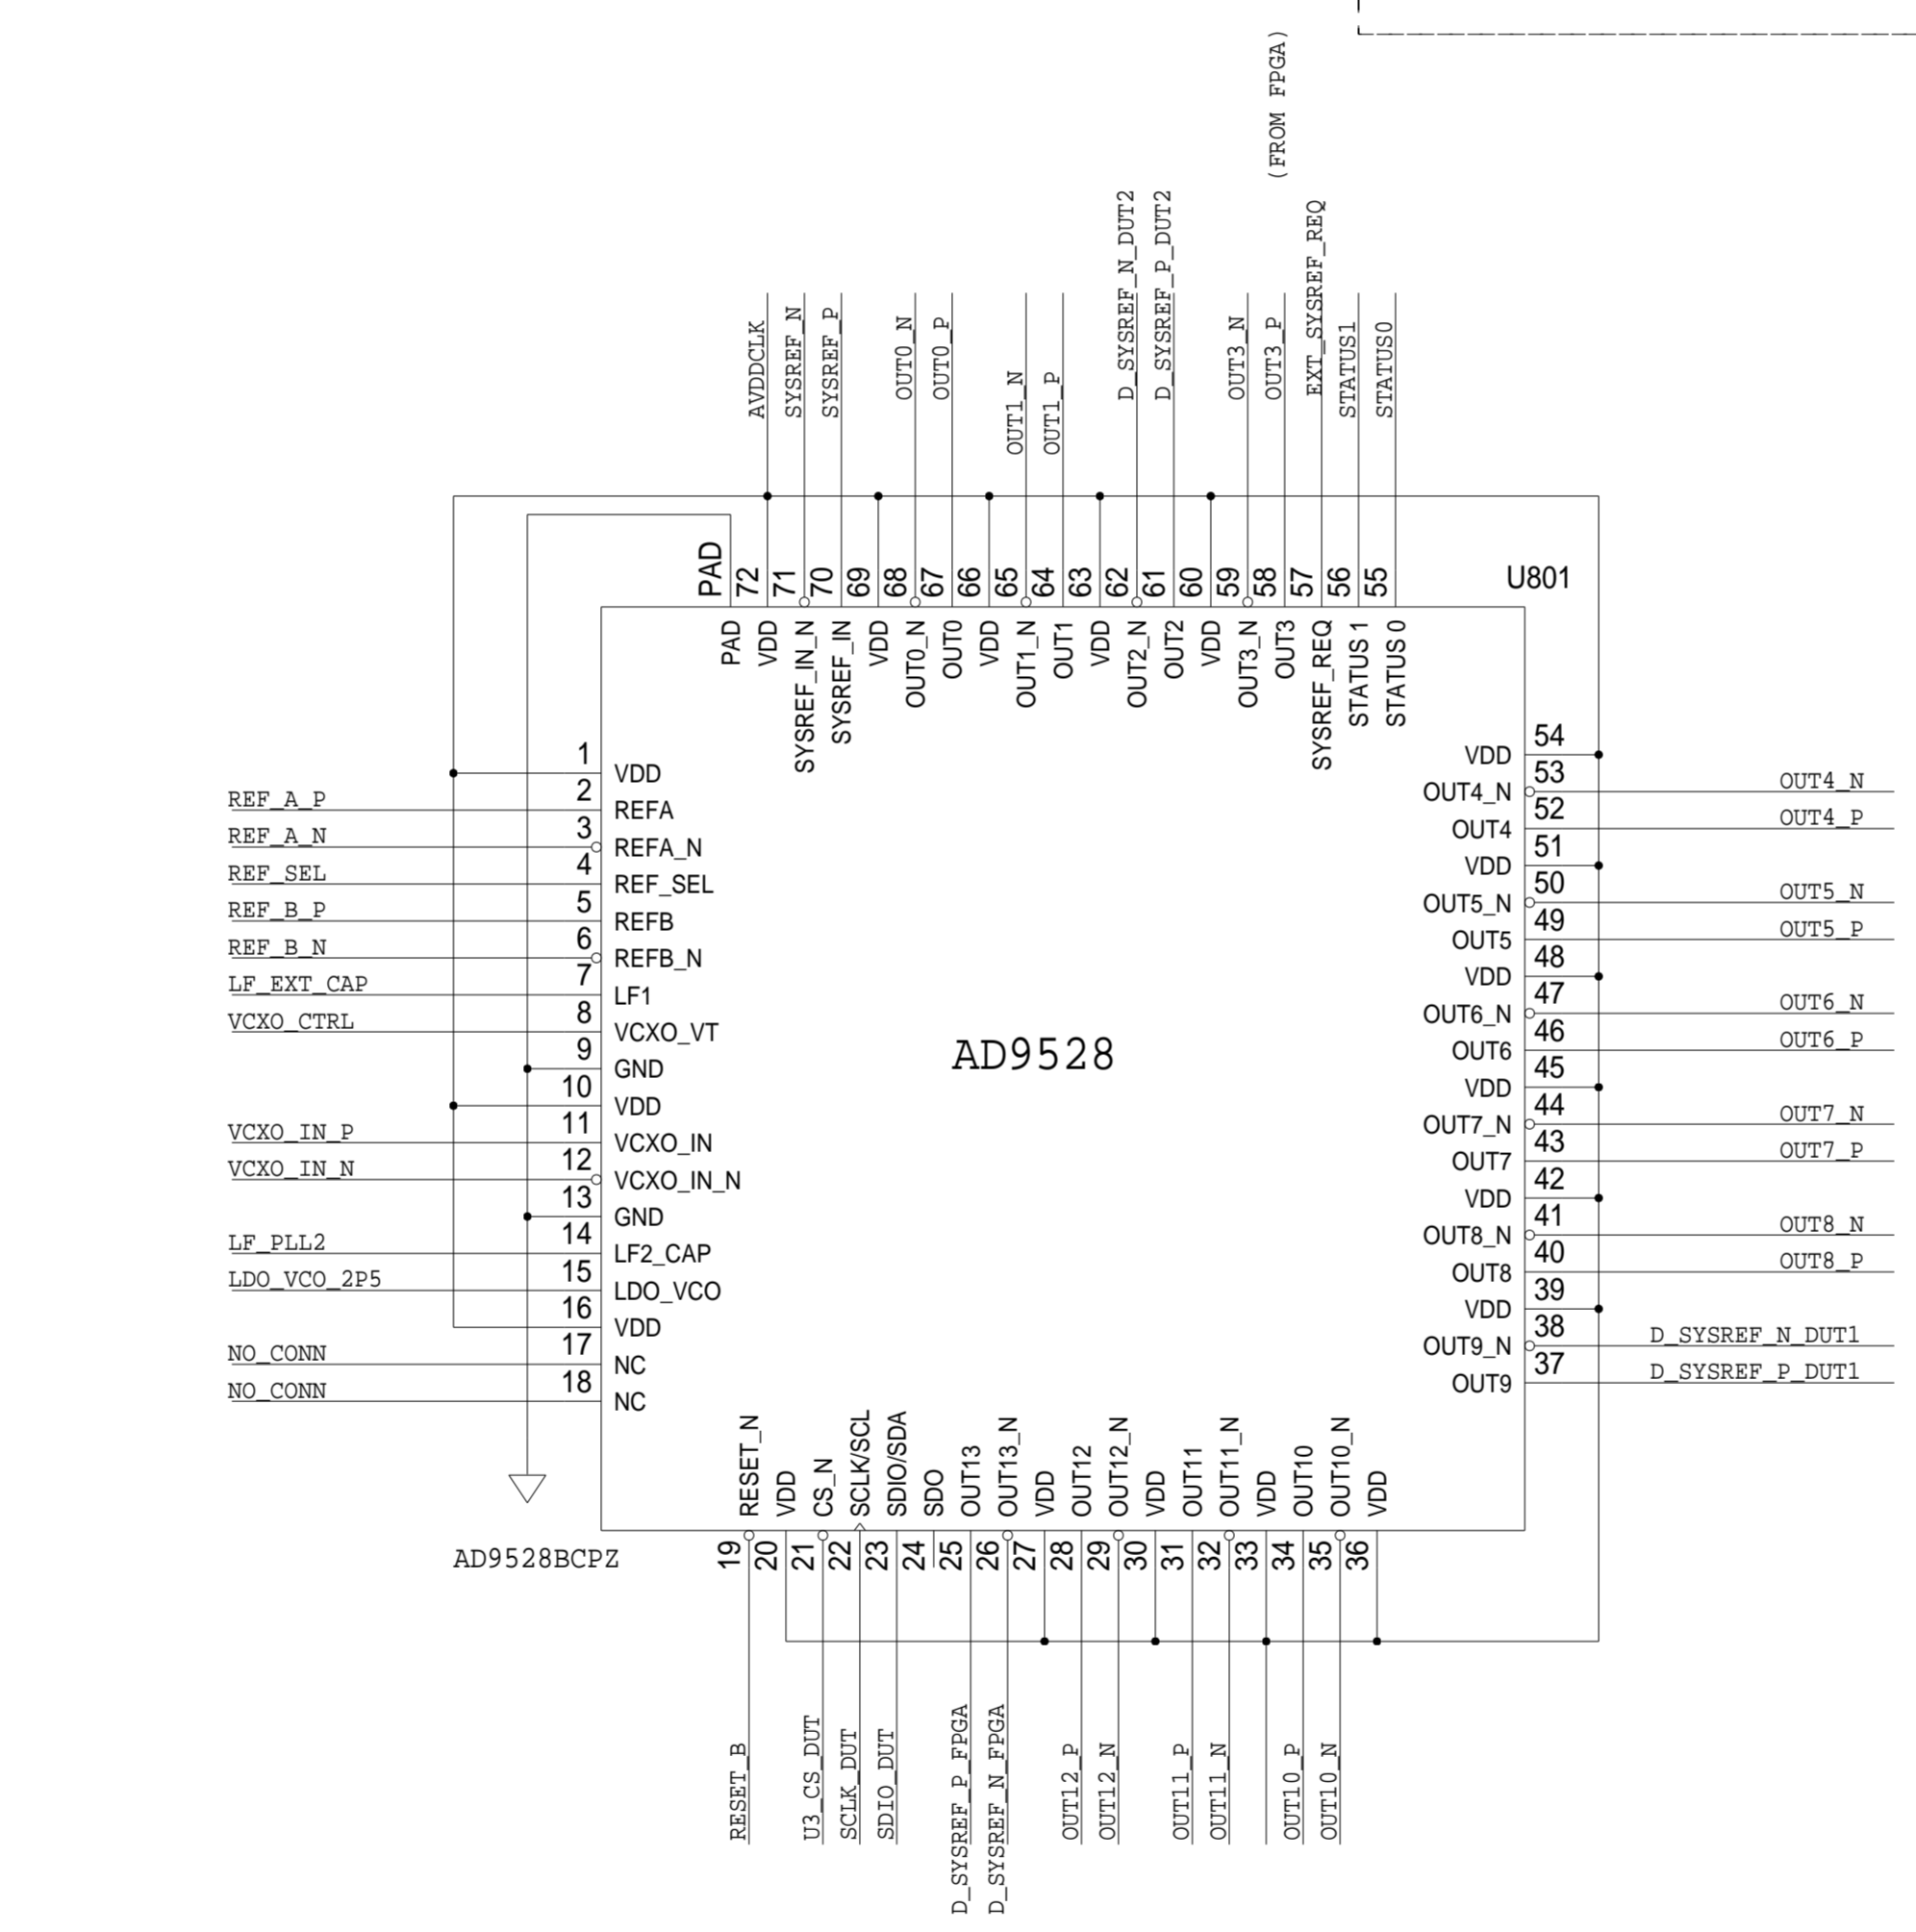 (FROM FPGA)
AVDDCLK
SYSREF_N
SYSREF_P
OUT0_N
OUT0_P
OUT1_N
OUT1_P
D_SYSREF_N_DUT2
D_SYSREF_P_DUT2
OUT3_N
OUT3_P
EXT_SYSREF_REQ
STATUS1
STATUS0
U801
PAD
72
71
70
69
68
67
66
65
64
63
62
61
60
59
58
57
56
55
PAD
VDD
SYSREF_IN_N
SYSREF_IN
VDD
OUT0_N
OUT0
VDD
OUT1_N
OUT1
VDD
OUT2_N
OUT2
VDD
OUT3_N
OUT3
SYSREF_REQ
STATUS 1
STATUS 0
1 VDD
REF_A_P 2 REFA
REF_A_N 3 REFA_N
REF_SEL 4 REF_SEL
REF_B_P 5 REFB
REF_B_N 6 REFB_N
LF_EXT_CAP 7 LF1
VCXO_CTRL 8 VCXO_VT
9 GND
10 VDD
VCXO_IN_P 11 VCXO_IN
VCXO_IN_N 12 VCXO_IN_N
13 GND
LF_PLL2 14 LF2_CAP
LDO_VCO_2P5 15 LDO_VCO
16 VDD
NO_CONN 17 NC
NO_CONN 18 NC
AD9528
VDD 54
OUT4_N 53 OUT4_N
OUT4 52 OUT4_P
VDD 51
OUT5_N 50 OUT5_N
OUT5 49 OUT5_P
VDD 48
OUT6_N 47 OUT6_N
OUT6 46 OUT6_P
VDD 45
OUT7_N 44 OUT7_N
OUT7 43 OUT7_P
VDD 42
OUT8_N 41 OUT8_N
OUT8 40 OUT8_P
VDD 39
OUT9_N 38 D_SYSREF_N_DUT1
OUT9 37 D_SYSREF_P_DUT1
RESET_N
VDD
CS_N
SCLK/SCL
SDIO/SDA
SDO
OUT13
OUT13_N
VDD
OUT12
OUT12_N
VDD
OUT11
OUT11_N
VDD
OUT10
OUT10_N
VDD
AD9528BCPZ
19
20
21
22
23
24
25
26
27
28
29
30
31
32
33
34
35
36
RESET_B
U3_CS_DUT
SCLK_DUT
SDIO_DUT
D_SYSREF_P_FPGA
D_SYSREF_N_FPGA
OUT12_P
OUT12_N
OUT11_P
OUT11_N
OUT10_P
OUT10_N